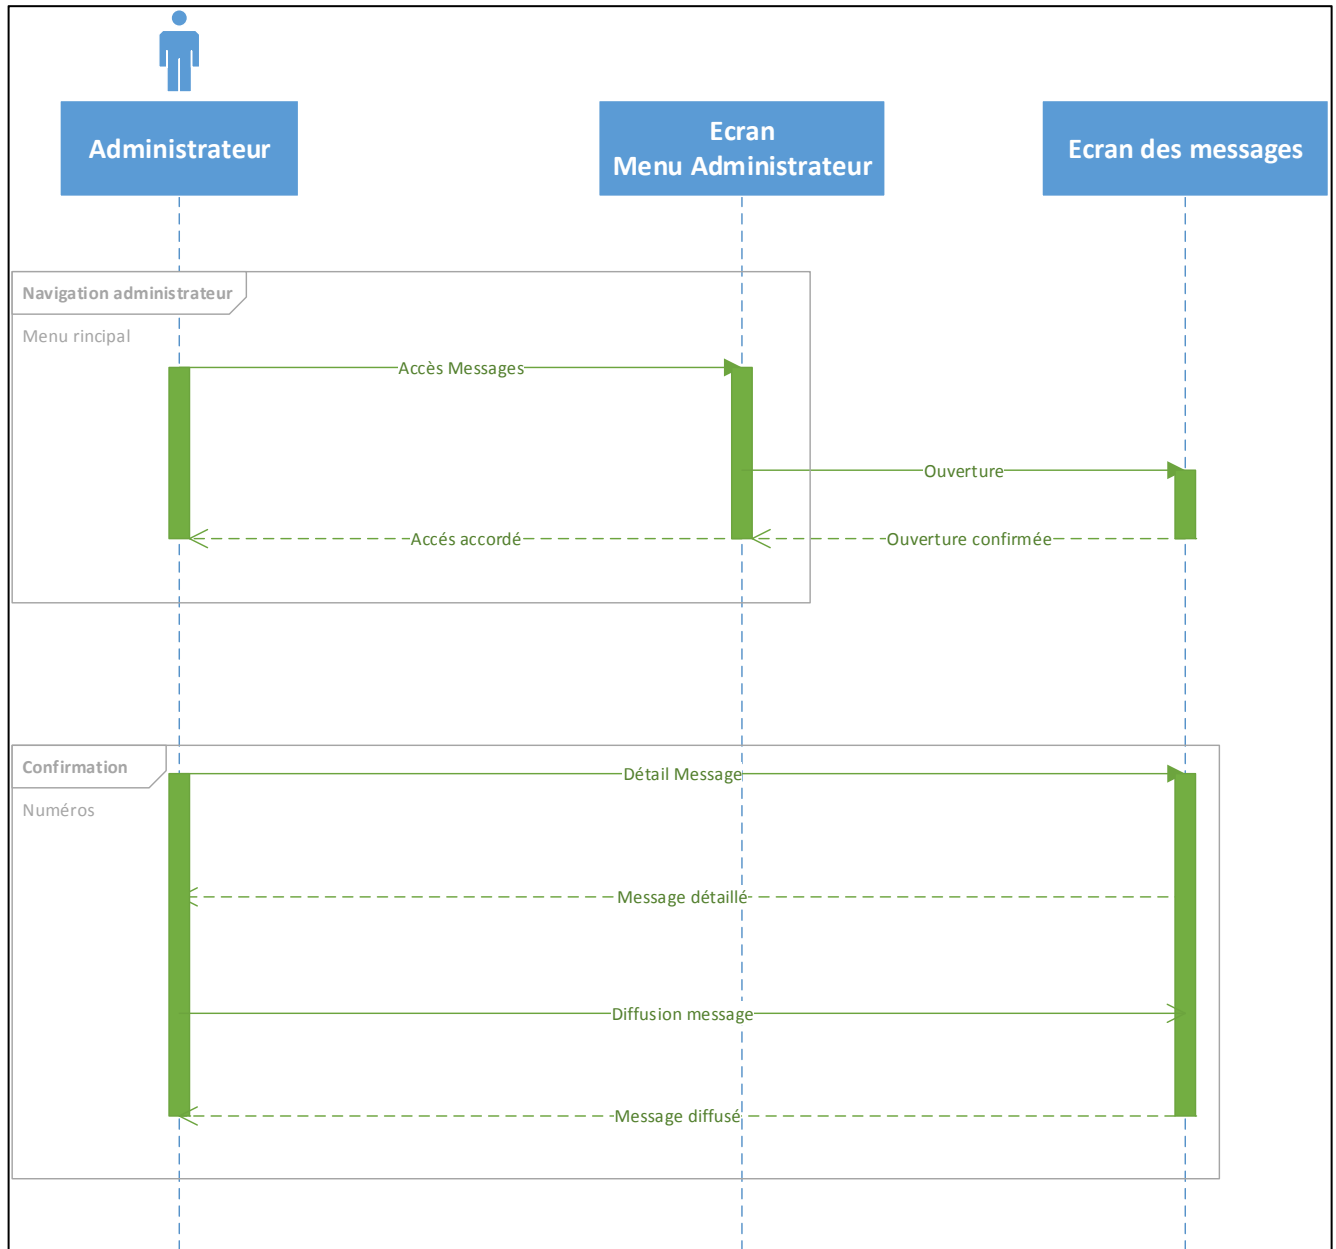 Administrateur
Ecran
Menu Administrateur
Ecran des messages
Navigation administrateur
Menu rincipal
Accès Messages
Ouverture
Accés accordé
Ouverture confirmée
Confirmation
Détail Message
Numéros
Message détaillé
Diffusion message
Message diffusé